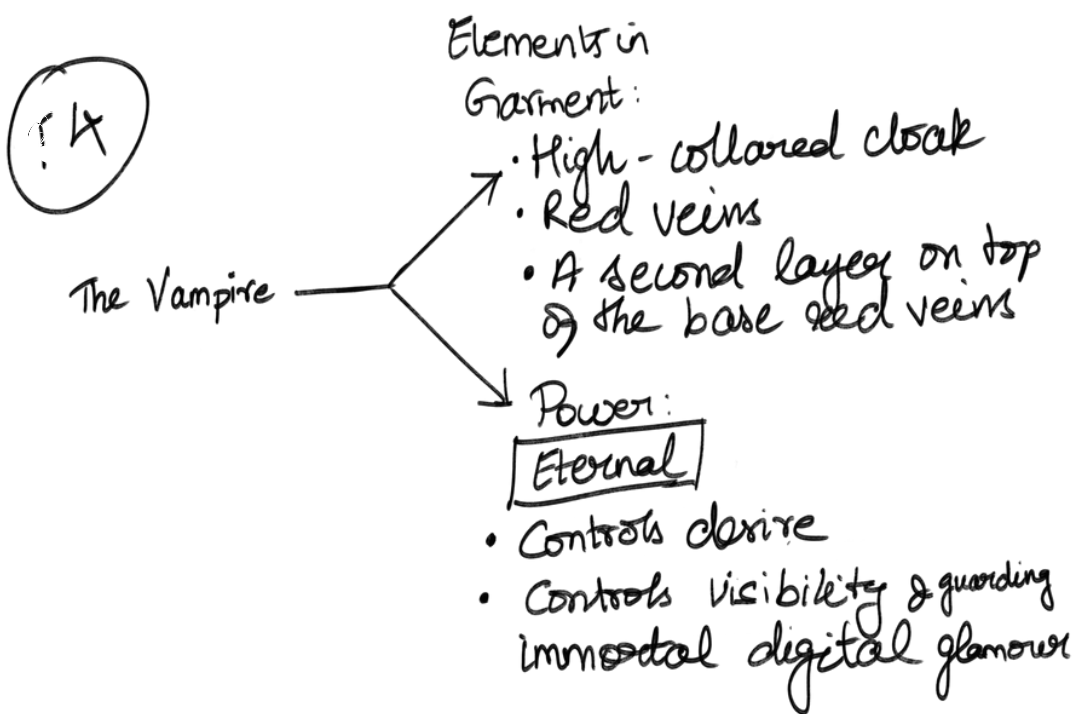 4
Elements in
Garment:
• High-collared cloak
• Red veins
• A second layer on top
of the base red veins
The Vampire
Power:
Eternal
• Controls desire
• Controls visibility & guarding
immortal digital glamour